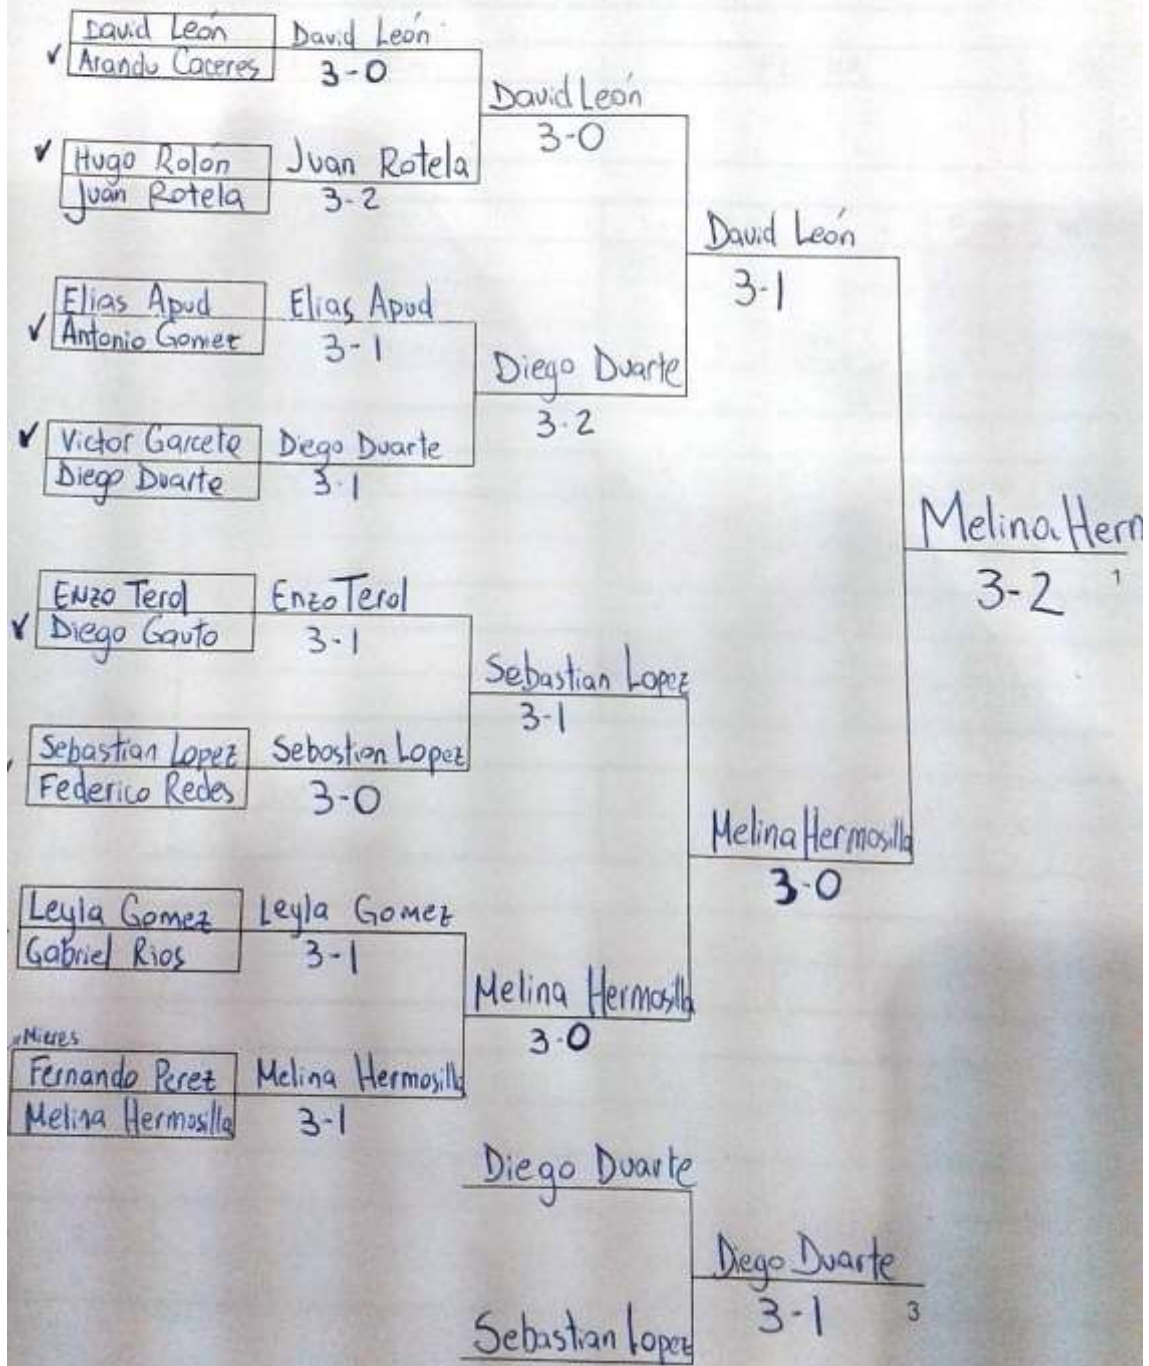 David León
Arandu Caceres
David León
3-0
Hugo Rolon
Juan Rotela
Juan Rotela
3-2
David León
3-0
Elias Apud
Antonio Gomez
Elias Apud
3-1
Victor Garcete
Diego Duarte
Diego Duarte
3-1
Diego Duarte
3-2
David León
3-1
Enzo Terol
Diego Gauto
Enzo Terol
3-1
Sebastian Lopez
Federico Redes
Sebastian Lopez
3-0
Sebastian Lopez
3-1
Leyla Gomez
Gabriel Rios
Leyla Gomez
3-1
Fernando Perez
Melina Hermosilla
Melina Hermosilla
3-1
Melina Hermosilla
3-0
Melina Hermosilla
3-0
Melina Herm
3-2
1
Diego Duarte
Sebastian Lopez
Diego Duarte
3-1
3